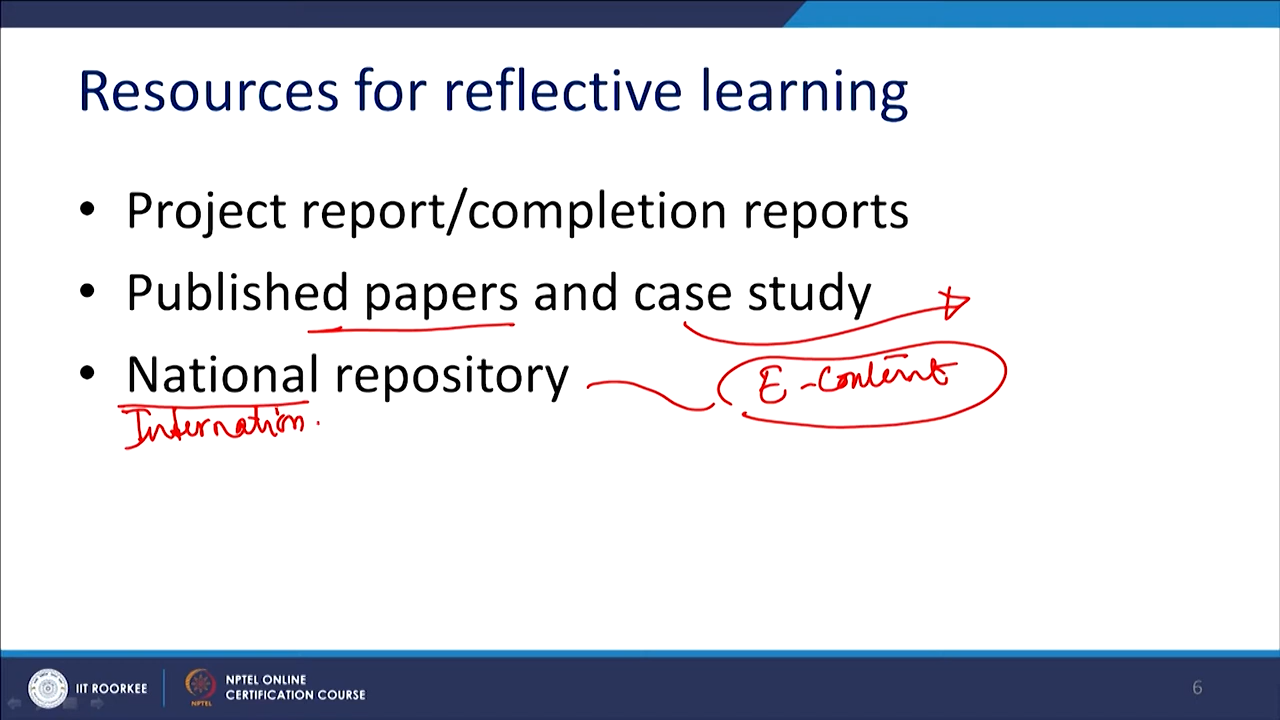 Resources for reflective learning
• Project report/completion reports
• Published papers and case study
• National repository E-Content
Internation.
IIT ROORKEE
NPTEL
NPTEL ONLINE
CERTIFICATION COURSE
6